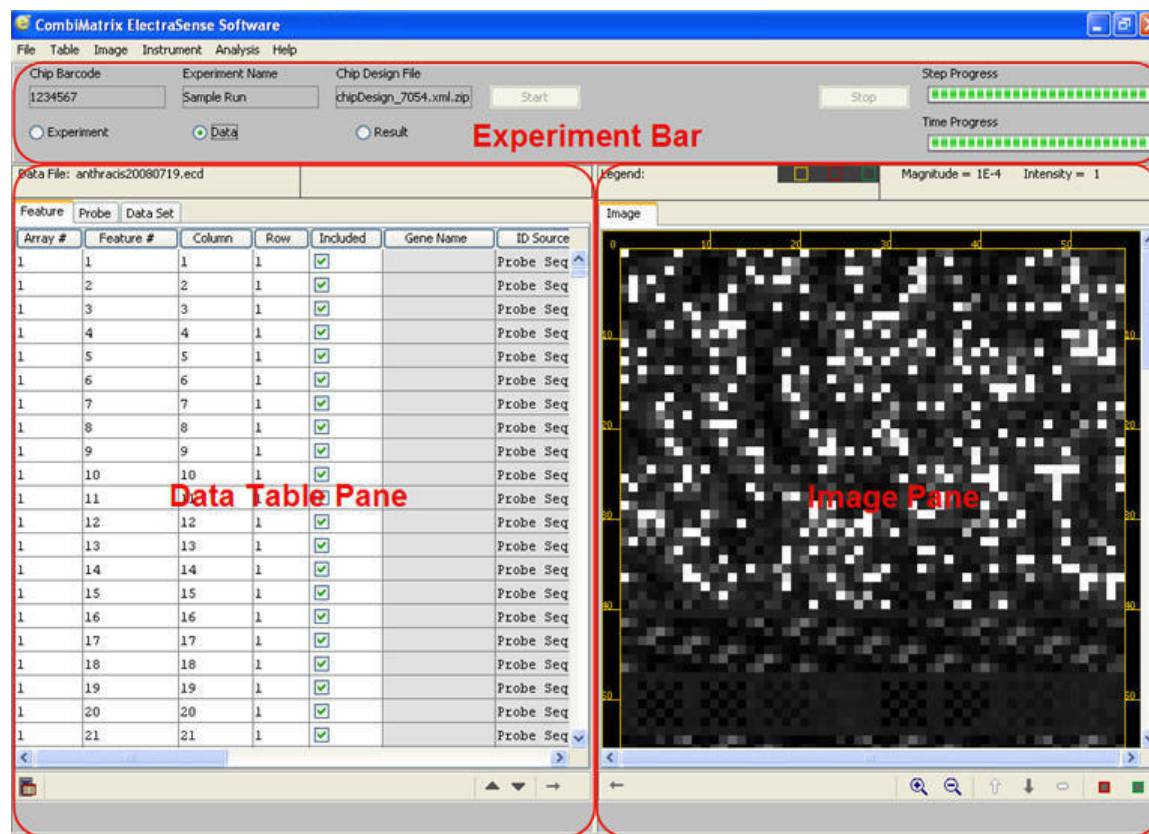 CombiMatrix ElectraSense Software
File Table Image Instrument Analysis Help
Chip Barcode Experiment Name Chip Design File Step Progress
1234567 Sample Run chipDesign_7054.xml.zip Start Stop
Time Progress
Experiment Data Result
Experiment Bar
Data File: anthracis20080719.ecd
Legend: Magnitude = 1E-4 Intensity = 1
Feature Probe Data Set
Image
Array # Feature # Column Row Included Gene Name ID Source
0 10 20 30 40 50
1 1 1 1 Probe Seq
1 2 2 1 Probe Seq
1 3 3 1 Probe Seq
1 4 4 1 Probe Seq
10 10
1 5 5 1 Probe Seq
1 6 6 1 Probe Seq
1 7 7 1 Probe Seq
1 8 8 1 Probe Seq
20 20
1 9 9 1 Probe Seq
1 10 10 1 Probe Seq
1 11 11 1 Probe Seq
Data Table Pane
Image Pane
1 12 12 1 Probe Seq
30 30
1 13 13 1 Probe Seq
1 14 14 1 Probe Seq
1 15 15 1 Probe Seq
1 16 16 1 Probe Seq
40 40
1 17 17 1 Probe Seq
1 18 18 1 Probe Seq
1 19 19 1 Probe Seq
1 20 20 1 Probe Seq
50 50
1 21 21 1 Probe Seq